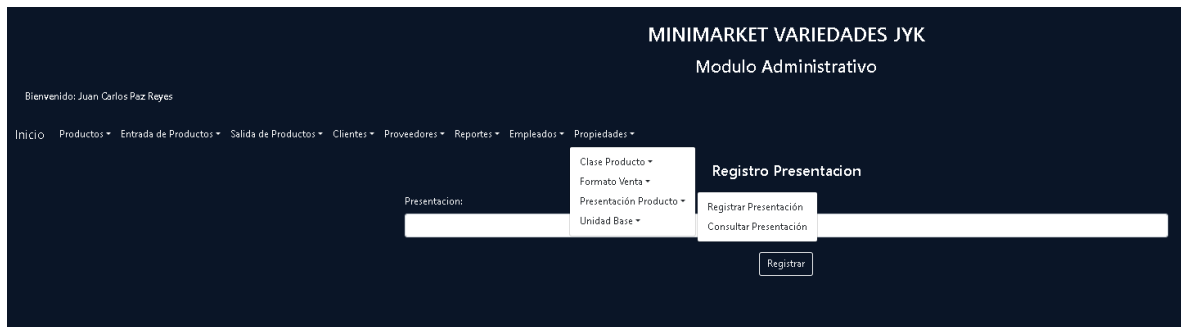 MINIMARKET VARIEDADES JYK
Modulo Administrativo
Bienvenido: Juan Carlos Paz Reyes
Inicio Productos Entrada de Productos Salida de Productos Clientes Proveedores Reportes Empleados Propiedades
Clase Producto
Formato Venta
Presentación Producto
Unidad Base
Registrar Presentación
Consultar Presentación
Registro Presentacion
Presentacion:
Registrar